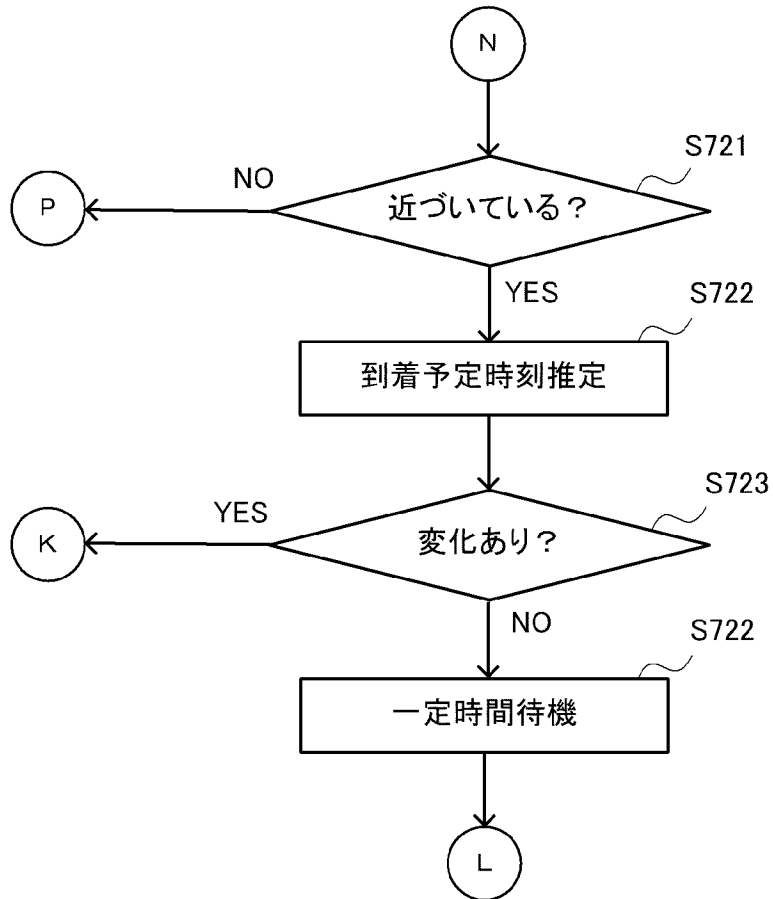 N
S721
NO
P
近づいている？
YES
S722
到着予定時刻推定
S723
YES
K
変化あり？
NO
S722
一定時間待機
L